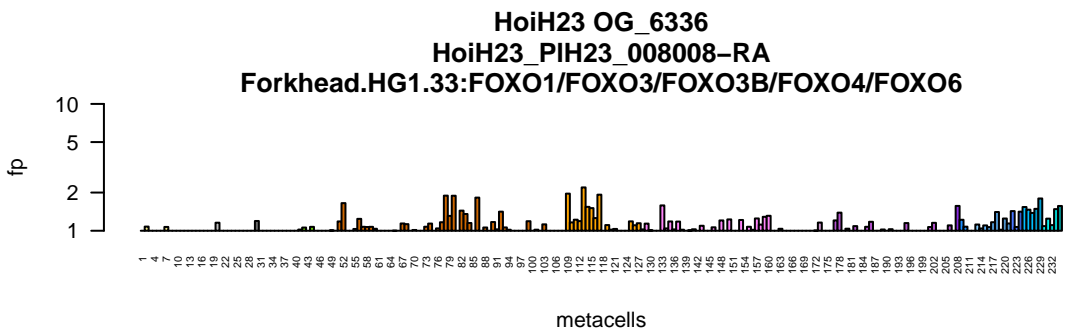 HoiH23 OG_6336
HoiH23_PIH23_008008−RA
Forkhead.HG1.33:FOXO1/FOXO3/FOXO3B/FOXO4/FOXO6
10
5
2
1
fp
1 4 7 10 13 16 19 22 25 28 31 34 37 40 43 46 49 52 55 58 61 64 67 70 73 76 79 82 85 88 91 94 97 100 103 106 109 112 115 118 121 124 127 130 133 136 139 142 145 148 151 154 157 160 163 166 169 172 175 178 181 184 187 190 193 196 199 202 205 208 211 214 217 220 223 226 229 232
metacells